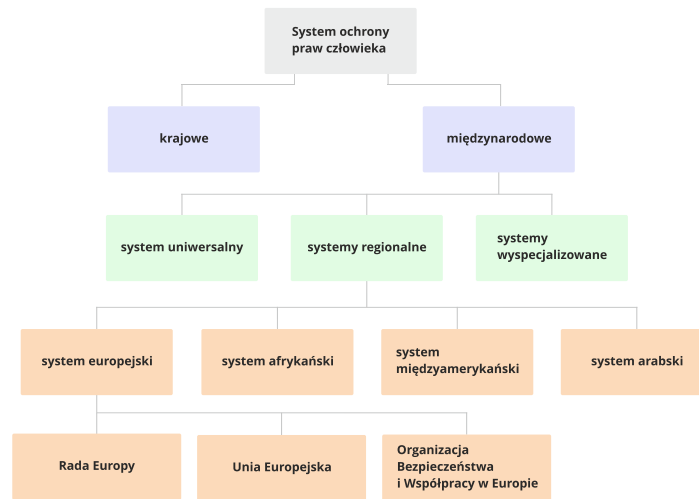 System ochrony
praw człowieka
krajowe
międzynarodowe
system uniwersalny
systemy regionalne
systemy
wyspecjalizowane
system europejski
system afrykański
system
międzyamerykański
system arabski
Rada Europy
Unia Europejska
Organizacja
Bezpieczeństwa
i Współpracy w Europie